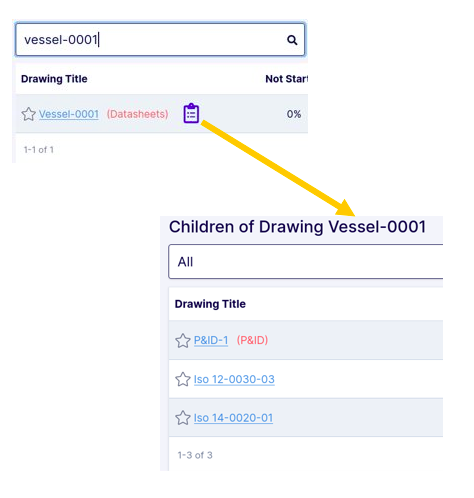 vessel-0001
Drawing Title Not Start
Vessel-0001 (Datasheets) 0%
1-1 of 1
Children of Drawing Vessel-0001
All
Drawing Title
P&ID-1 (P&ID)
Iso 12-0030-03
Iso 14-0020-01
1-3 of 3